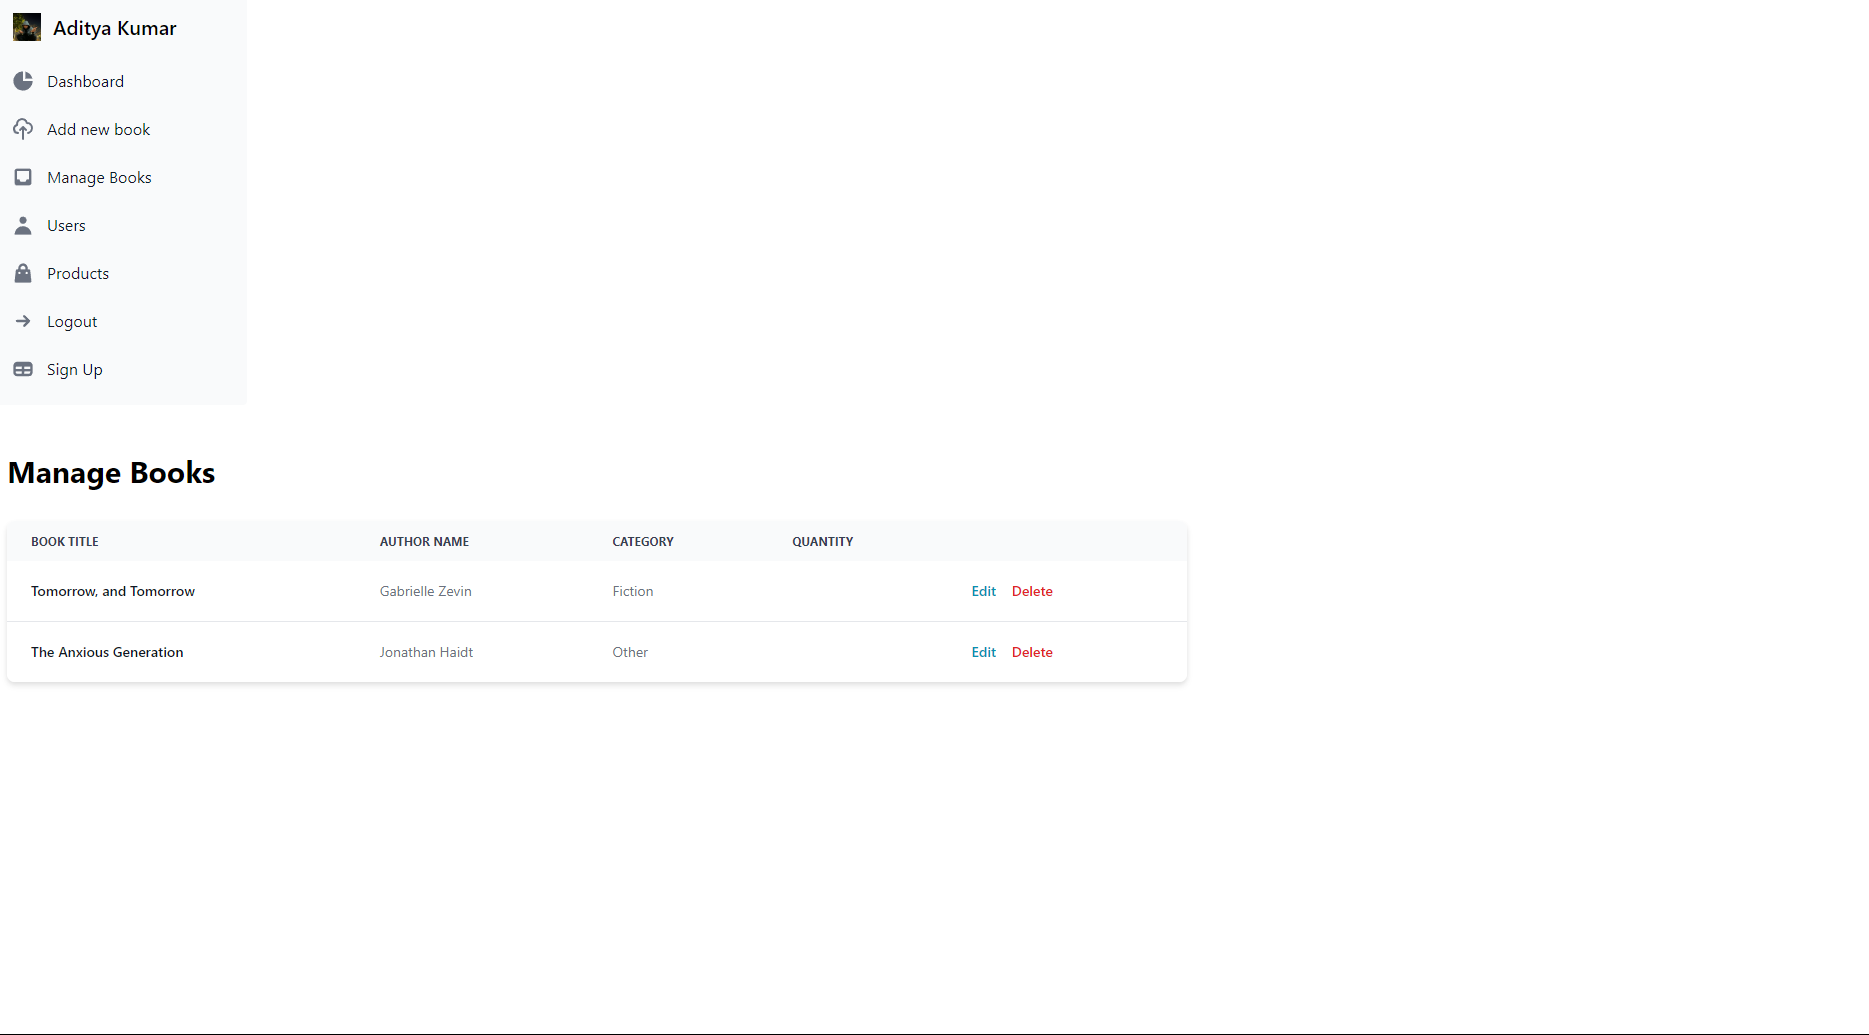 Aditya Kumar
Dashboard
Add new book
Manage Books
Users
Products
Logout
Sign Up
Manage Books
BOOK TITLE AUTHOR NAME CATEGORY QUANTITY
Tomorrow, and Tomorrow Gabrielle Zevin Fiction Edit Delete
The Anxious Generation Jonathan Haidt Other Edit Delete